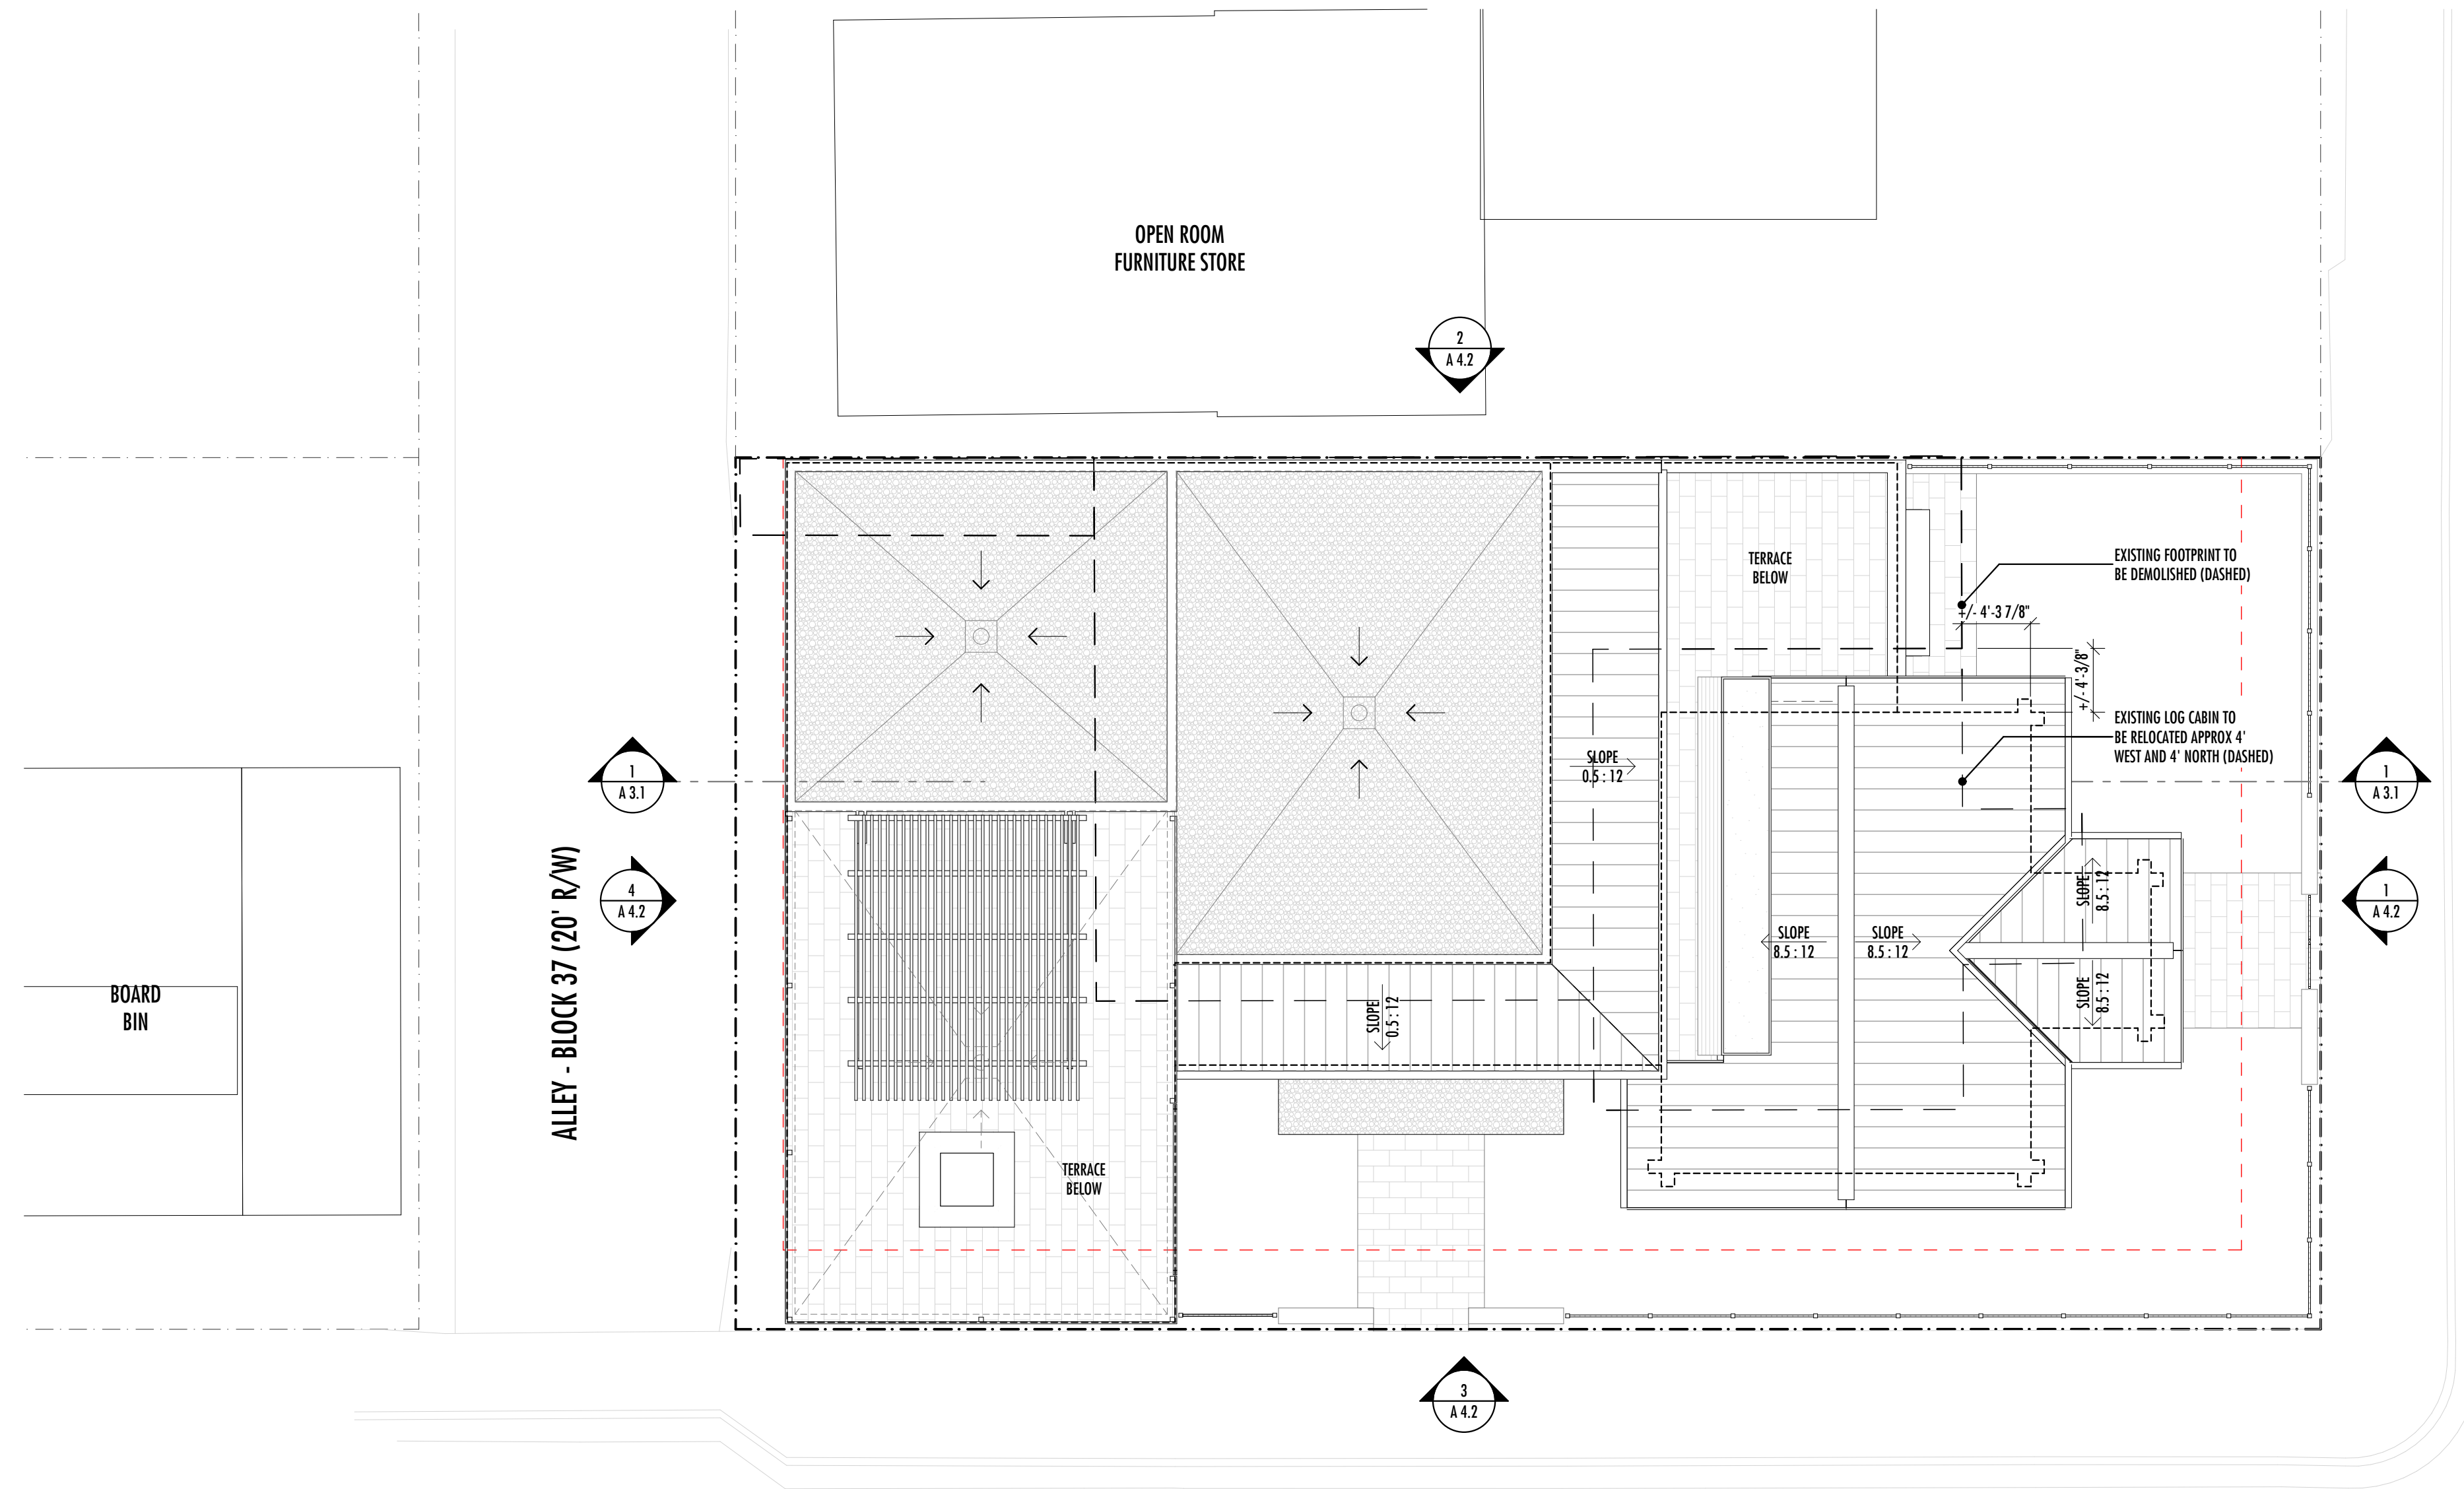 OPEN ROOM
FURNITURE STORE
2
A 4.2
TERRACE
BELOW
EXISTING FOOTPRINT TO
BE DEMOLISHED (DASHED)
+/- 4'-3 7/8"
+/- 4'-3/8"
EXISTING LOG CABIN TO
BE RELOCATED APPROX 4'
WEST AND 4' NORTH (DASHED)
SLOPE
0.5 : 12
1
A 3.1
1
A 3.1
4
A 4.2
1
A 4.2
ALLEY - BLOCK 37 (20' R/W)
BOARD
BIN
SLOPE
8.5 : 12
SLOPE
8.5 : 12
SLOPE
8.5 : 12
SLOPE
8.5 : 12
SLOPE
0.5 : 12
TERRACE
BELOW
3
A 4.2